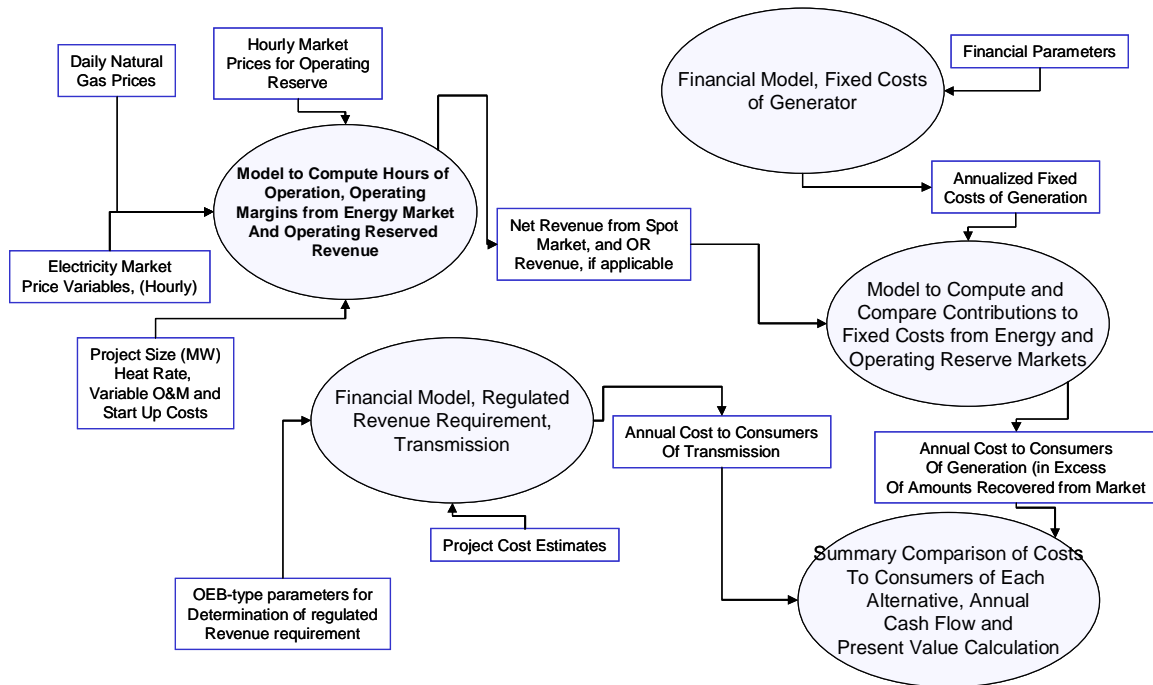 Daily Natural
Gas Prices
Hourly Market
Prices for Operating
Reserve
Financial Model, Fixed Costs
of Generator
Financial Parameters
Model to Compute Hours of
Operation, Operating
Margins from Energy Market
And Operating Reserved
Revenue
Annualized Fixed
Costs of Generation
Electricity Market
Price Variables, (Hourly)
Net Revenue from Spot
Market, and OR
Revenue, if applicable
Model to Compute and
Compare Contributions to
Fixed Costs from Energy and
Operating Reserve Markets
Project Size (MW)
Heat Rate,
Variable O&M and
Start Up Costs
Financial Model, Regulated
Revenue Requirement,
Transmission
Annual Cost to Consumers
Of Transmission
Annual Cost to Consumers
Of Generation (in Excess
Of Amounts Recovered from Market
Project Cost Estimates
OEB-type parameters for
Determination of regulated
Revenue requirement
Summary Comparison of Costs
To Consumers of Each
Alternative, Annual
Cash Flow and
Present Value Calculation